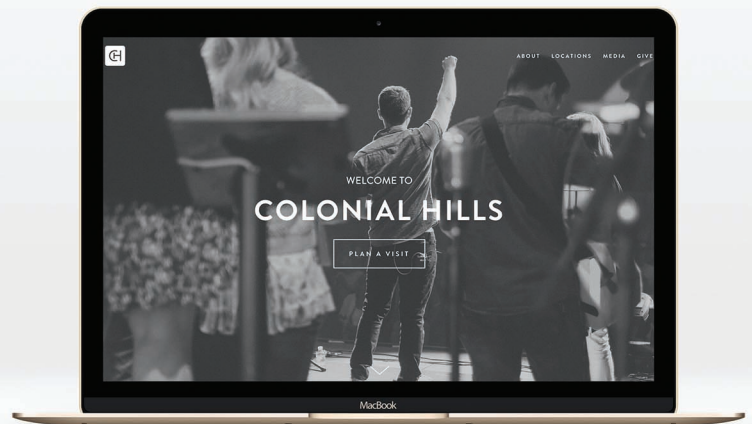 CH
ABOUT LOCATIONS MEDIA GIVE
WELCOME TO
COLONIAL HILLS
PLAN A VISIT
MacBook